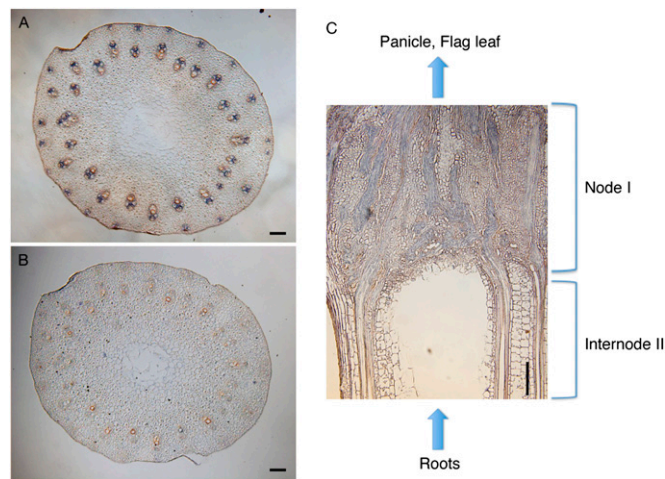 A
B
C
Panicle, Flag leaf
Node I
Internode II
Roots